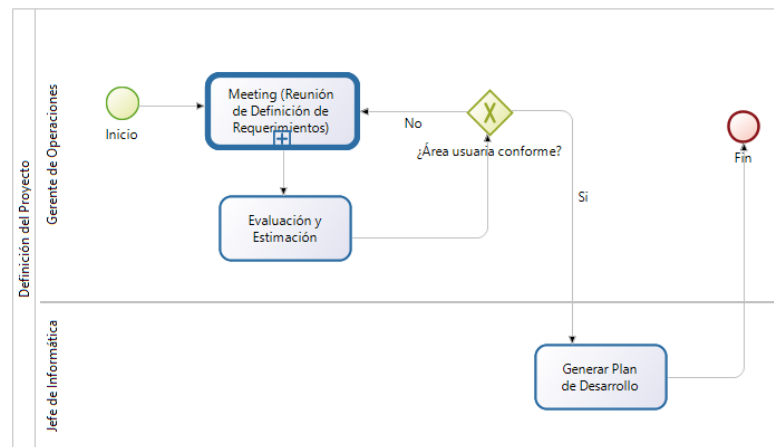 Definición del Proyecto
Gerente de Operaciones
Inicio
Meeting (Reunión
de Definición de
Requerimientos)
Evaluación y
Estimación
No
¿Área usuaria conforme?
Si
Fin
Jefe de Informática
Generar Plan
de Desarrollo